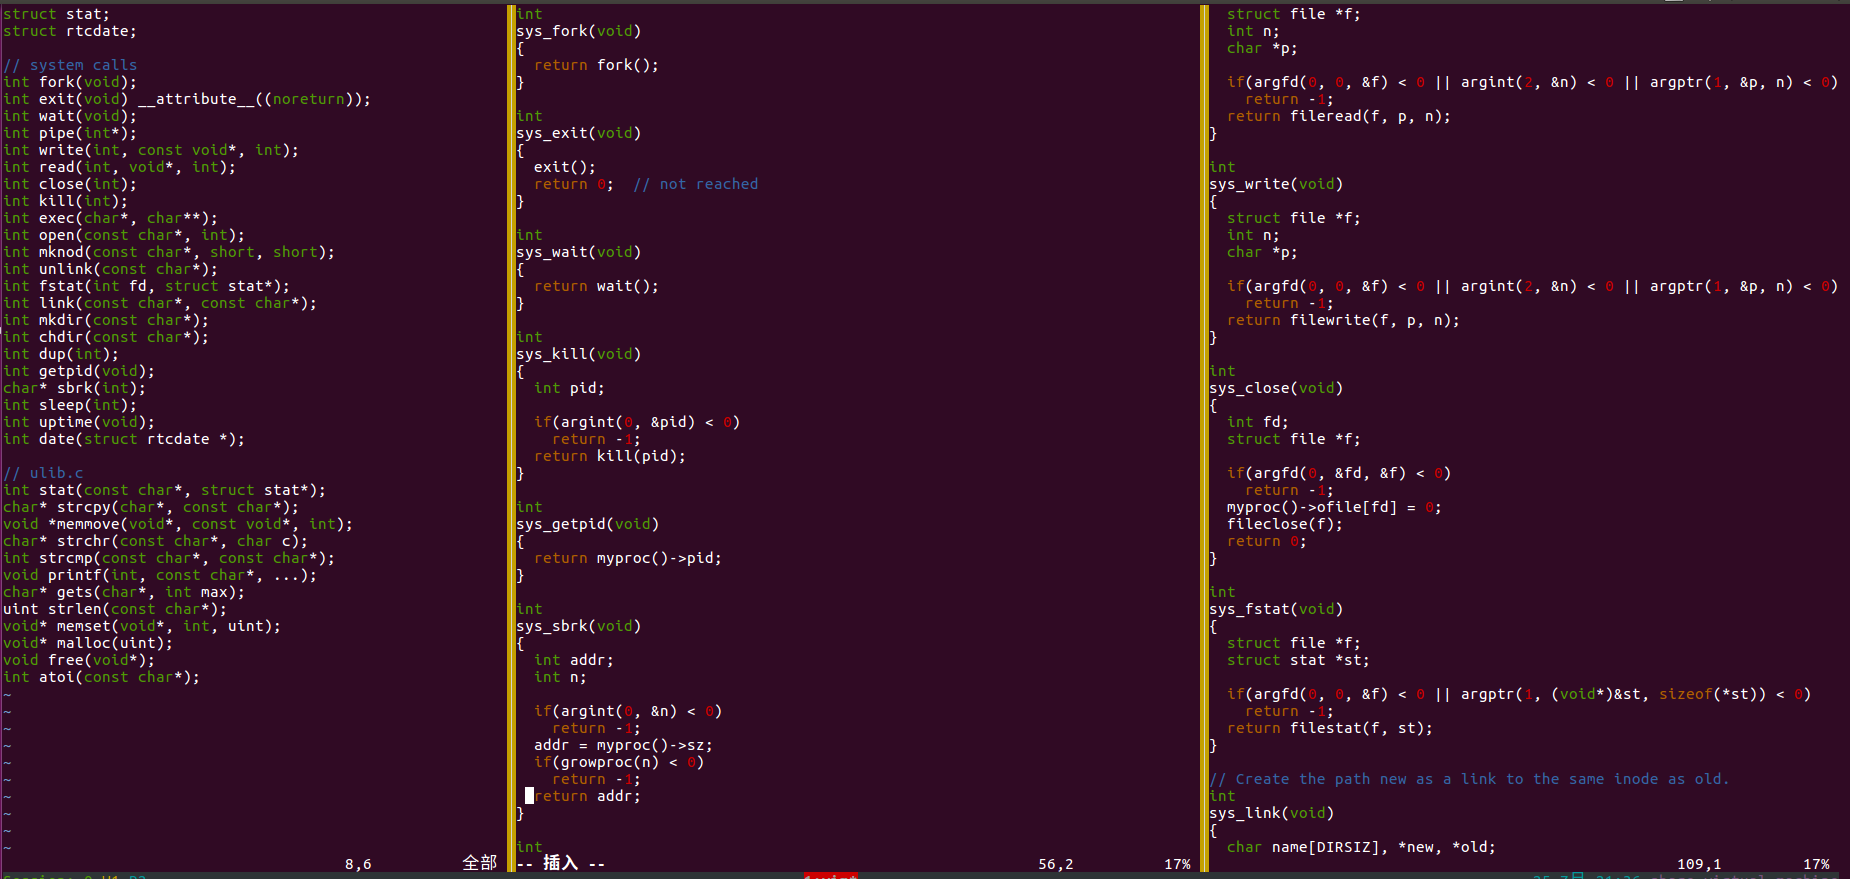 struct stat;
struct rtcdate;

// system calls
int fork(void);
int exit(void) __attribute__((noreturn));
int wait(void);
int pipe(int*);
int write(int, const void*, int);
int read(int, void*, int);
int close(int);
int kill(int);
int exec(char*, char**);
int open(const char*, int);
int mknod(const char*, short, short);
int unlink(const char*);
int fstat(int fd, struct stat*);
int link(const char*, const char*);
int mkdir(const char*);
int chdir(const char*);
int dup(int);
int getpid(void);
char* sbrk(int);
int sleep(int);
int uptime(void);
int date(struct rtcdate *);

// ulib.c
int stat(const char*, struct stat*);
char* strcpy(char*, const char*);
void *memmove(void*, const void*, int);
char* strchr(const char*, char c);
int strcmp(const char*, const char*);
void printf(int, const char*, ...);
char* gets(char*, int max);
uint strlen(const char*);
void* memset(void*, int, uint);
void* malloc(uint);
void free(void*);
int atoi(const char*);
~
~
~
~
~
~
~
~
~
~
8,6 全部
int
sys_fork(void)
{
  return fork();
}

int
sys_exit(void)
{
  exit();
  return 0;  // not reached
}

int
sys_wait(void)
{
  return wait();
}

int
sys_kill(void)
{
  int pid;

  if(argint(0, &pid) < 0)
    return -1;
  return kill(pid);
}

int
sys_getpid(void)
{
  return myproc()->pid;
}

int
sys_sbrk(void)
{
  int addr;
  int n;

  if(argint(0, &n) < 0)
    return -1;
  addr = myproc()->sz;
  if(growproc(n) < 0)
    return -1;
  return addr;
}

int
-- 插入 -- 56,2 17%
  struct file *f;
  int n;
  char *p;

  if(argfd(0, 0, &f) < 0 || argint(2, &n) < 0 || argptr(1, &p, n) < 0)
    return -1;
  return fileread(f, p, n);
}

int
sys_write(void)
{
  struct file *f;
  int n;
  char *p;

  if(argfd(0, 0, &f) < 0 || argint(2, &n) < 0 || argptr(1, &p, n) < 0)
    return -1;
  return filewrite(f, p, n);
}

int
sys_close(void)
{
  int fd;
  struct file *f;

  if(argfd(0, &fd, &f) < 0)
    return -1;
  myproc()->ofile[fd] = 0;
  fileclose(f);
  return 0;
}

int
sys_fstat(void)
{
  struct file *f;
  struct stat *st;

  if(argfd(0, 0, &f) < 0 || argptr(1, (void*)&st, sizeof(*st)) < 0)
    return -1;
  return filestat(f, st);
}

// Create the path new as a link to the same inode as old.
int
sys_link(void)
{
  char name[DIRSIZ], *new, *old;
109,1 17%